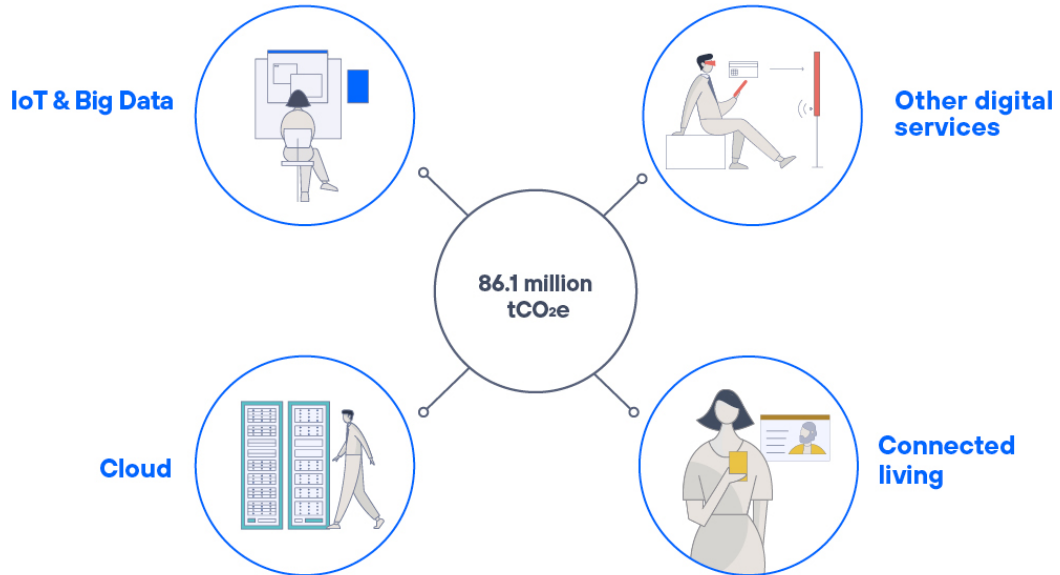 IoT & Big Data
Other digital
services
86.1 million
tCO₂e
Cloud
Connected
living